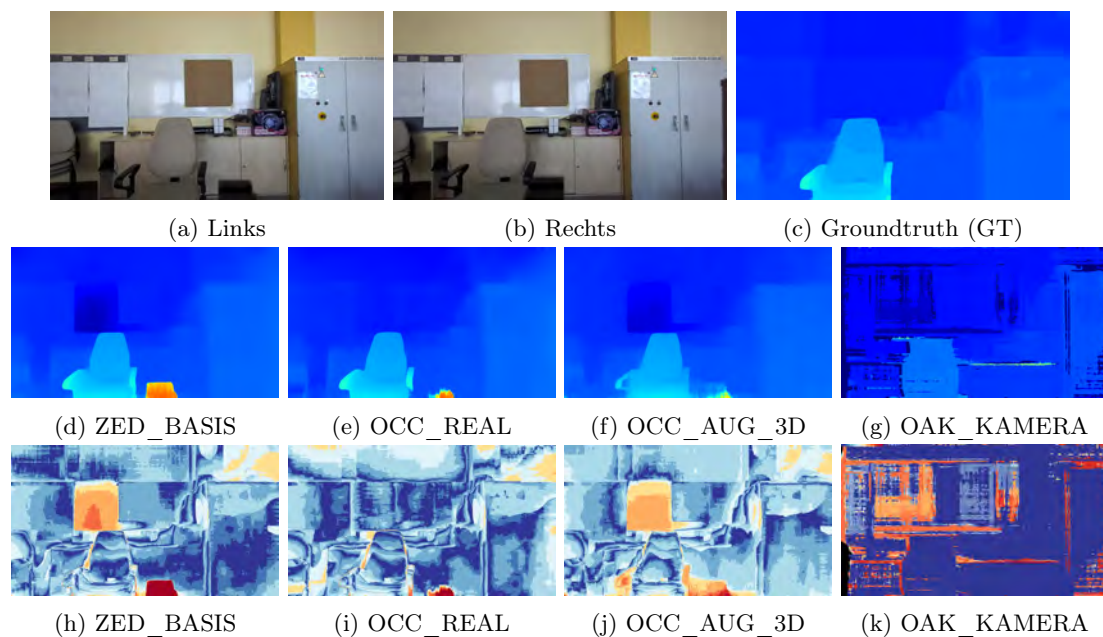 (a) Links
(b) Rechts
(c) Groundtruth (GT)
(d) ZED_BASIS
(e) OCC_REAL
(f) OCC_AUG_3D
(g) OAK_KAMERA
(h) ZED_BASIS
(i) OCC_REAL
(j) OCC_AUG_3D
(k) OAK_KAMERA